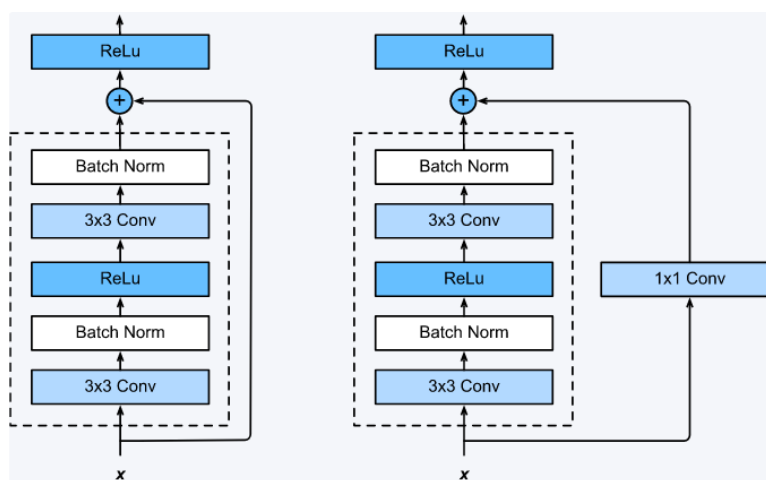 ReLu
+
Batch Norm
3x3 Conv
ReLu
Batch Norm
3x3 Conv
x
ReLu
+
Batch Norm
3x3 Conv
ReLu
Batch Norm
3x3 Conv
x
1x1 Conv